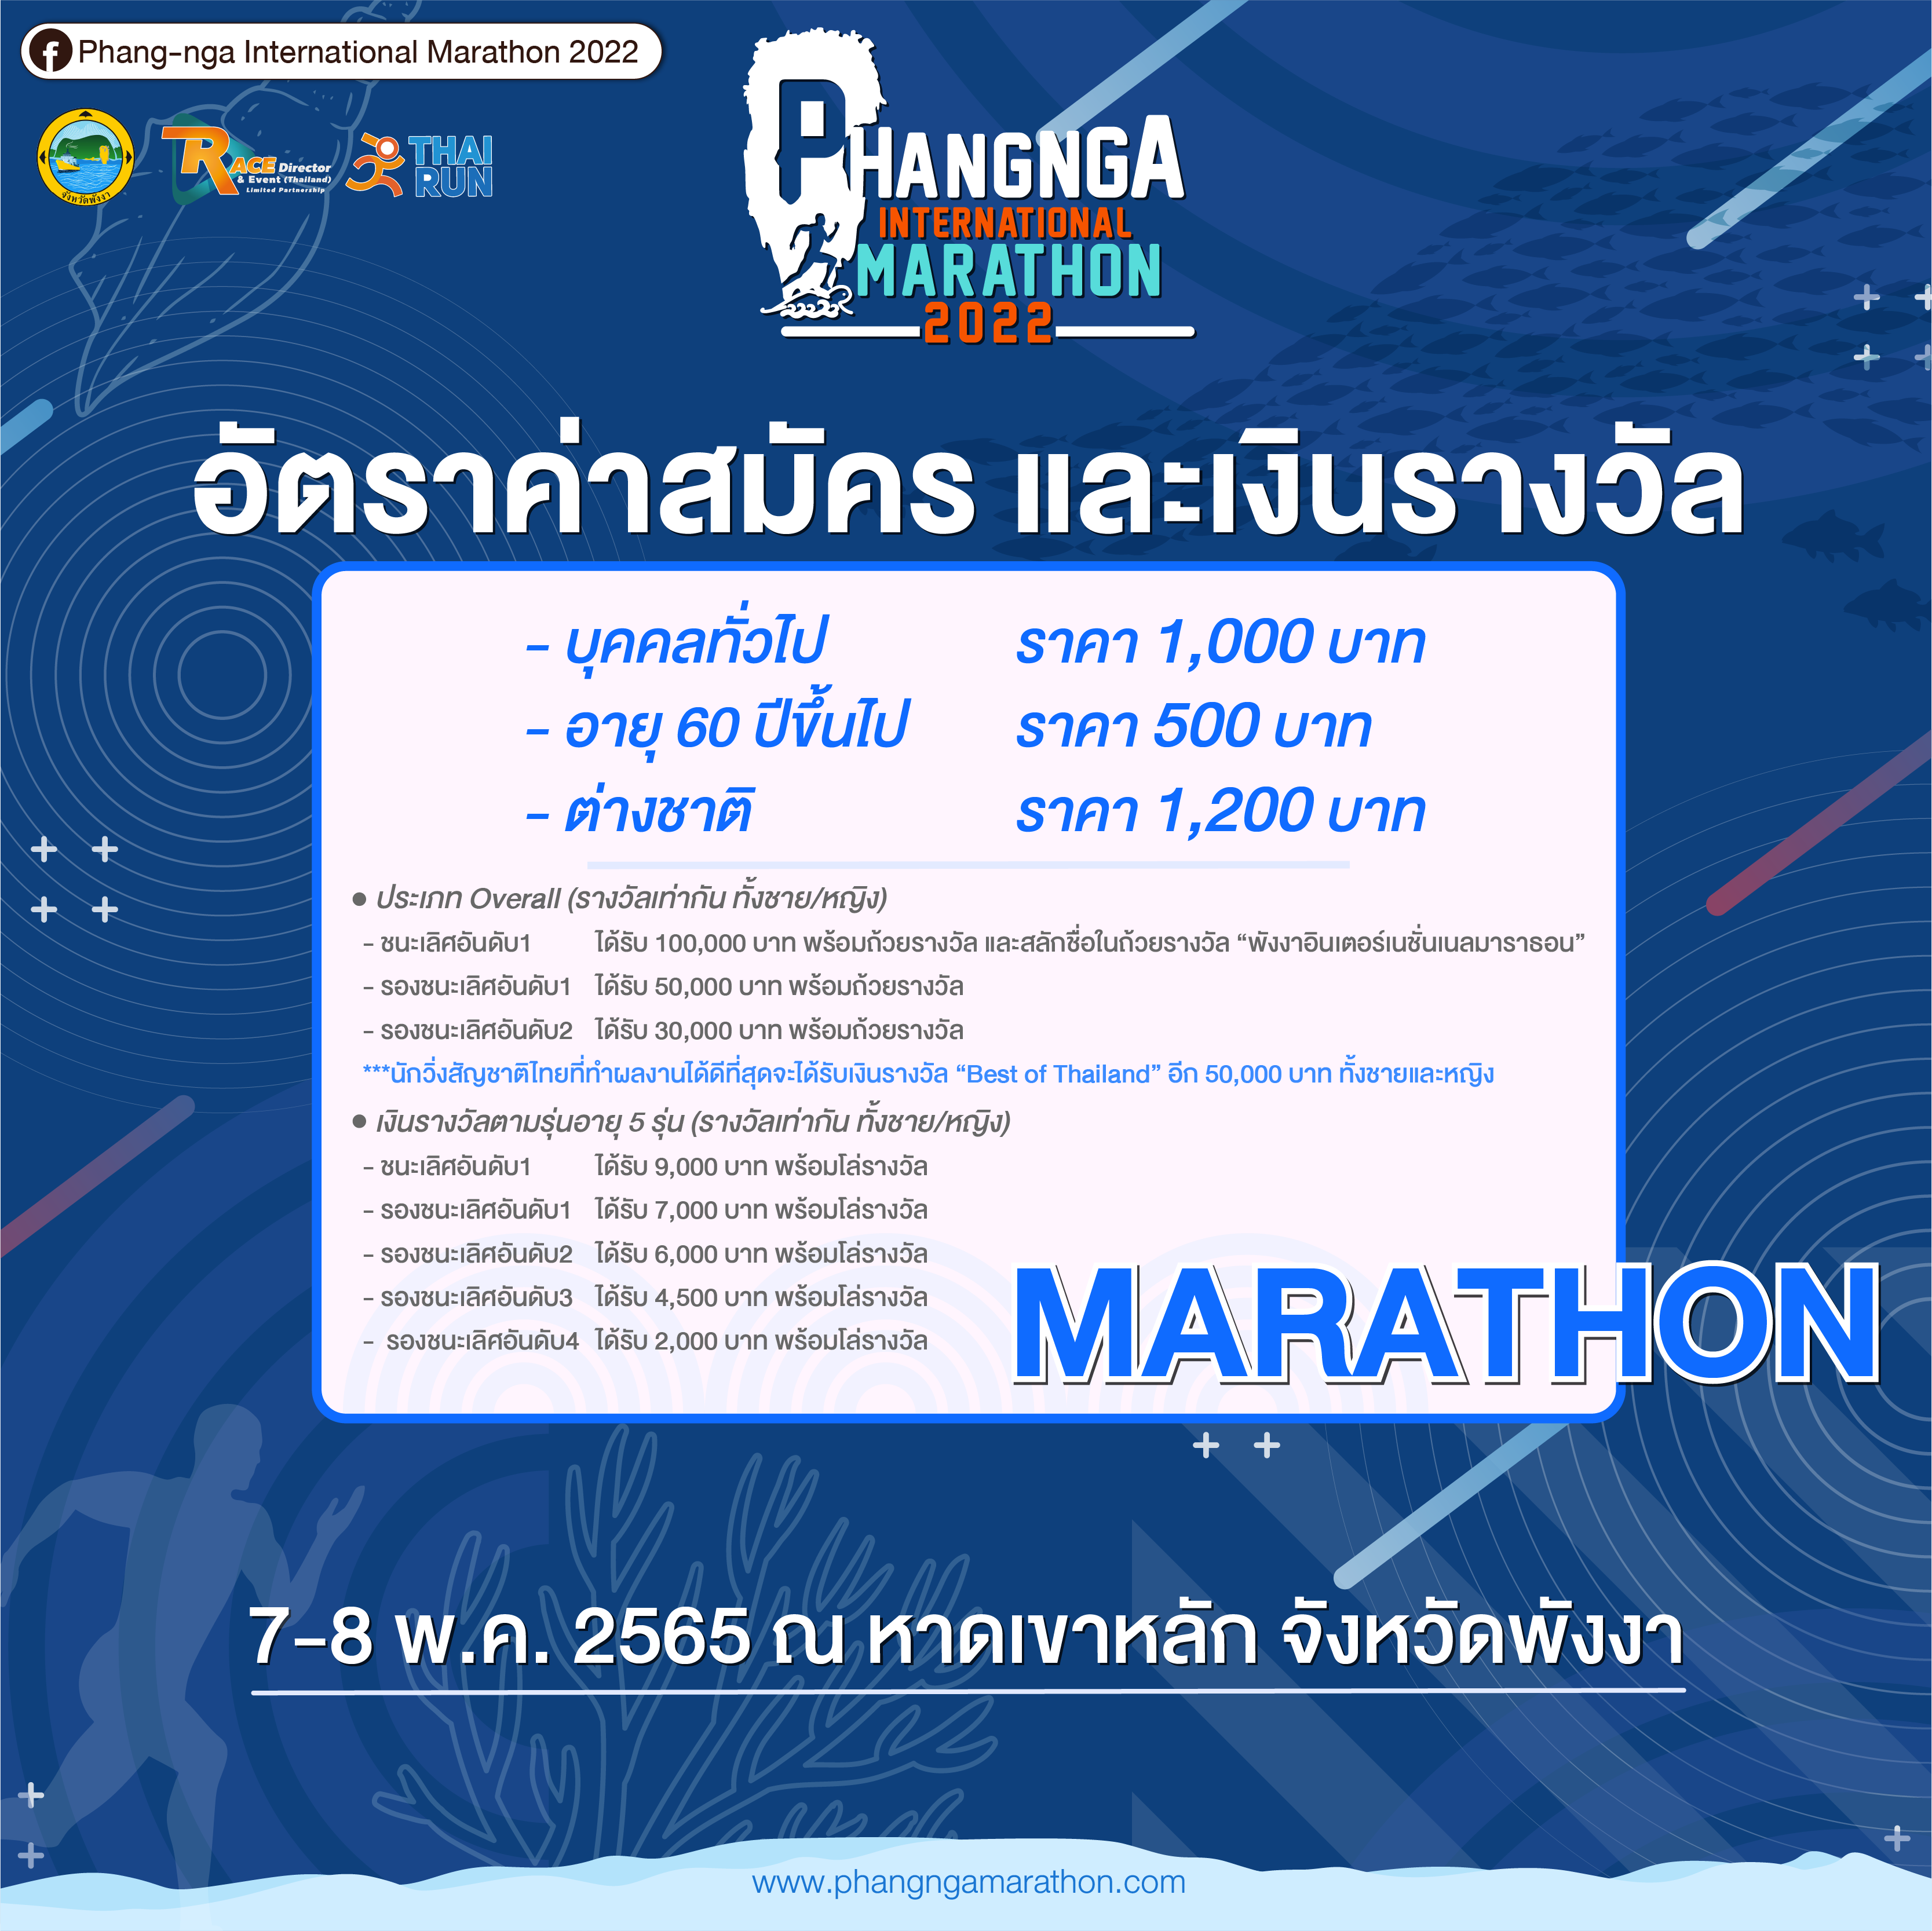 Phang-nga International Marathon 2022
จังหวัดพังงา
RACE Director
& Event (Thailand)
Limited Partnership
THAI
RUN
PHANGNGA
INTERNATIONAL
MARATHON
2022
อัตราค่าสมัคร และเงินรางวัล
- บุคคลทั่วไป ราคา 1,000 บาท
- อายุ 60 ปีขึ้นไป ราคา 500 บาท
- ต่างชาติ ราคา 1,200 บาท
● ประเภท Overall (รางวัลเท่ากัน ทั้งชาย/หญิง)
- ชนะเลิศอันดับ1 ได้รับ 100,000 บาท พร้อมถ้วยรางวัล และสลักชื่อในถ้วยรางวัล “พังงาอินเตอร์เนชั่นเนลมาราธอน”
- รองชนะเลิศอันดับ1 ได้รับ 50,000 บาท พร้อมถ้วยรางวัล
- รองชนะเลิศอันดับ2 ได้รับ 30,000 บาท พร้อมถ้วยรางวัล
***นักวิ่งสัญชาติไทยที่ทำผลงานได้ดีที่สุดจะได้รับเงินรางวัล “Best of Thailand” อีก 50,000 บาท ทั้งชายและหญิง
● เงินรางวัลตามรุ่นอายุ 5 รุ่น (รางวัลเท่ากัน ทั้งชาย/หญิง)
- ชนะเลิศอันดับ1 ได้รับ 9,000 บาท พร้อมโล่รางวัล
- รองชนะเลิศอันดับ1 ได้รับ 7,000 บาท พร้อมโล่รางวัล
- รองชนะเลิศอันดับ2 ได้รับ 6,000 บาท พร้อมโล่รางวัล
- รองชนะเลิศอันดับ3 ได้รับ 4,500 บาท พร้อมโล่รางวัล
- รองชนะเลิศอันดับ4 ได้รับ 2,000 บาท พร้อมโล่รางวัล
MARATHON
7-8 พ.ค. 2565 ณ หาดเขาหลัก จังหวัดพังงา
www.phangngamarathon.com